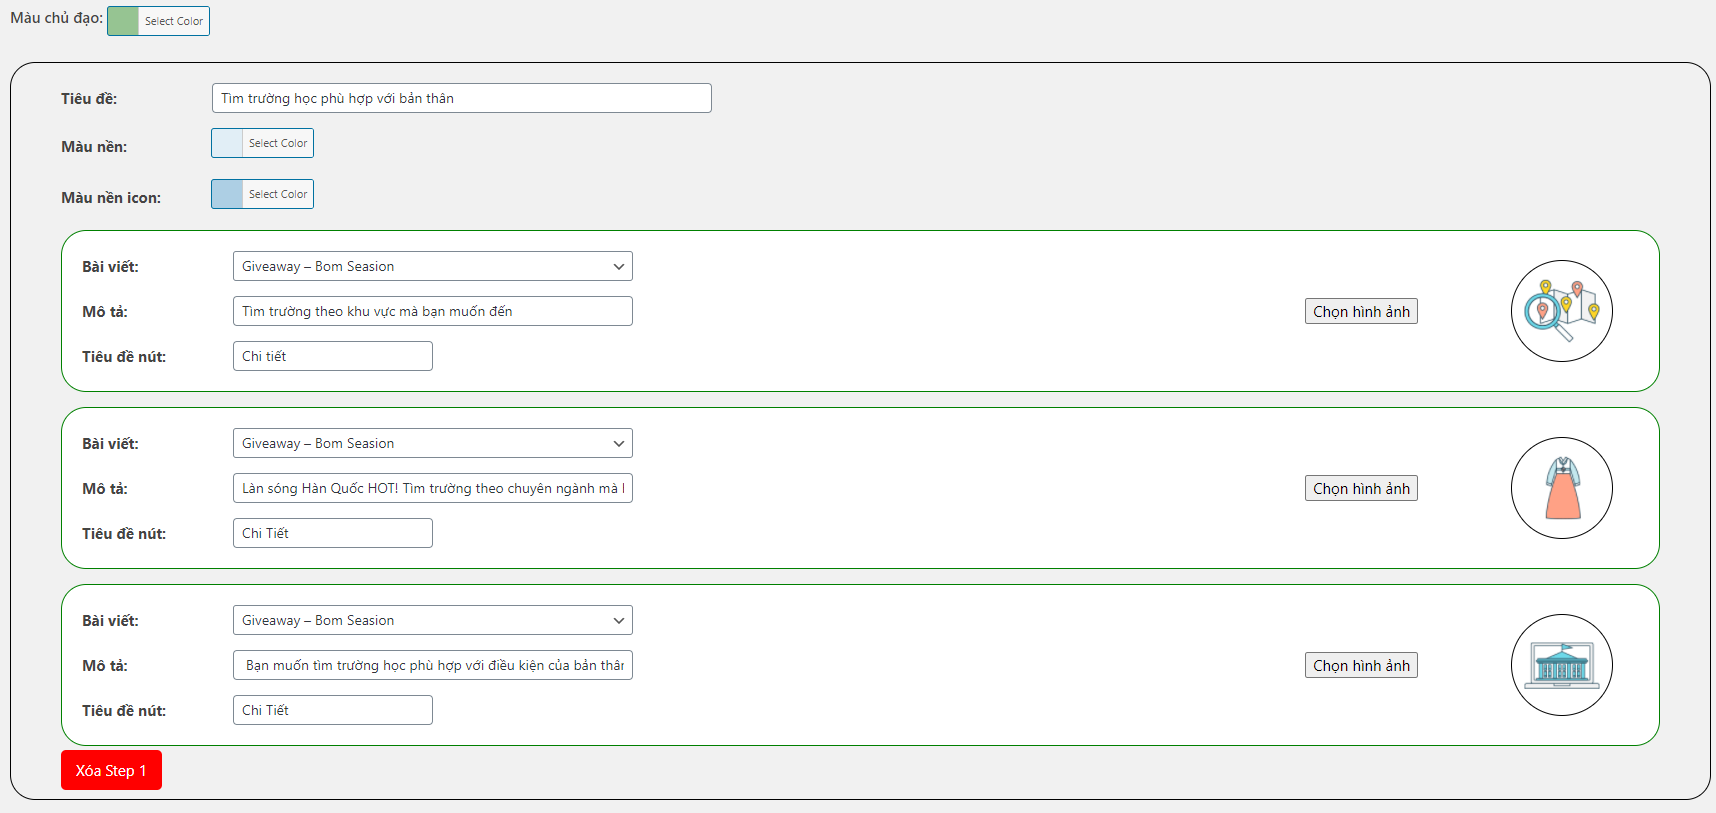 Màu chủ đạo: Select Color
Tiêu đề: Tìm trường học phù hợp với bản thân
Màu nền: Select Color
Màu nền icon: Select Color
Bài viết: Giveaway – Bom Seasion
Mô tả: Tìm trường theo khu vực mà bạn muốn đến
Chọn hình ảnh
Tiêu đề nút: Chi tiết
Bài viết: Giveaway – Bom Seasion
Mô tả: Làn sóng Hàn Quốc HOT! Tìm trường theo chuyên ngành mà
Chọn hình ảnh
Tiêu đề nút: Chi Tiết
Bài viết: Giveaway – Bom Seasion
Mô tả: Bạn muốn tìm trường học phù hợp với điều kiện của bản thân
Chọn hình ảnh
Tiêu đề nút: Chi Tiết
Xóa Step 1